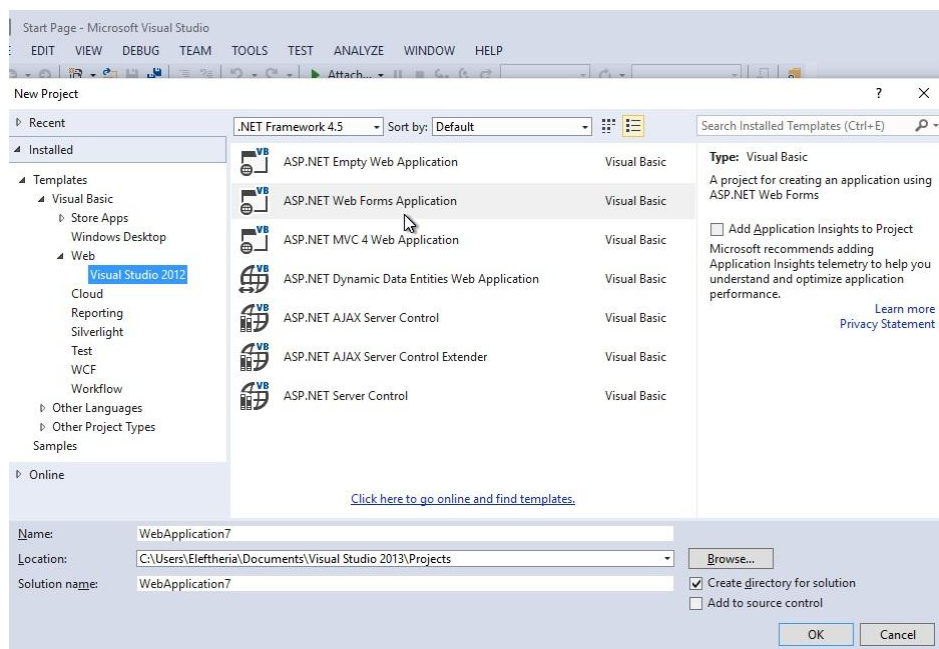 Start Page - Microsoft Visual Studio
EDIT VIEW DEBUG TEAM TOOLS TEST ANALYZE WINDOW HELP
Attach...
New Project ?
Recent
.NET Framework 4.5 Sort by: Default Search Installed Templates (Ctrl+E)
Installed
Templates
Visual Basic
Store Apps
Windows Desktop
Web
Visual Studio 2012
Cloud
Reporting
Silverlight
Test
WCF
Workflow
Other Languages
Other Project Types
Samples
Online
VB ASP.NET Empty Web Application Visual Basic
VB ASP.NET Web Forms Application Visual Basic
VB ASP.NET MVC 4 Web Application Visual Basic
VB ASP.NET Dynamic Data Entities Web Application Visual Basic
VB ASP.NET AJAX Server Control Visual Basic
VB ASP.NET AJAX Server Control Extender Visual Basic
VB ASP.NET Server Control Visual Basic
Click here to go online and find templates.
Type: Visual Basic
A project for creating an application using
ASP.NET Web Forms
Add Application Insights to Project
Microsoft recommends adding
Application Insights telemetry to help you
understand and optimize application
performance.
Learn more
Privacy Statement
Name: WebApplication7
Location: C:\Users\Eleftheria\Documents\Visual Studio 2013\Projects Browse...
Solution name: WebApplication7
Create directory for solution
Add to source control
OK Cancel